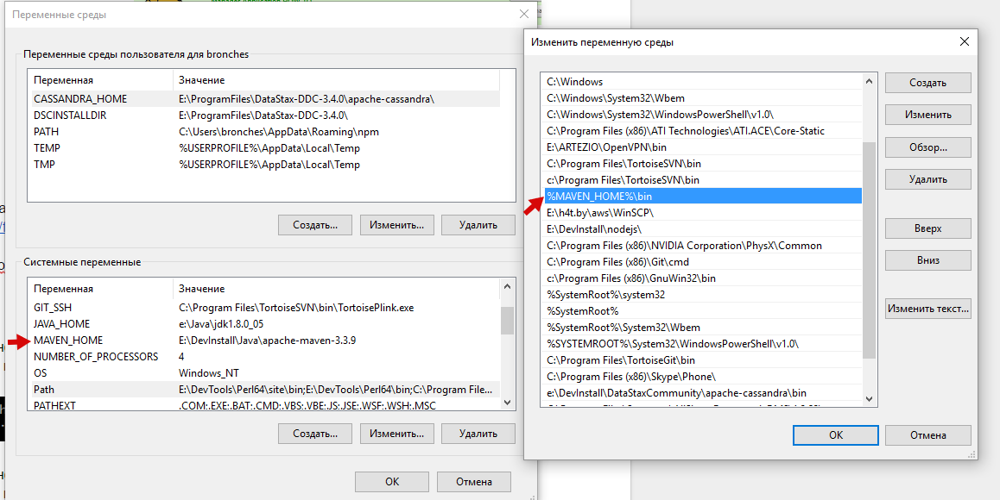 Переменные среды
Переменные среды пользователя для bronches
Переменная Значение
CASSANDRA_HOME E:\ProgramFiles\DataStax-DDC-3.4.0\apache-cassandra\
DSCINSTALLDIR E:\ProgramFiles\DataStax-DDC-3.4.0\
PATH C:\Users\bronches\AppData\Roaming\npm
TEMP %USERPROFILE%\AppData\Local\Temp
TMP %USERPROFILE%\AppData\Local\Temp
Создать... Изменить... Удалить
Системные переменные
Переменная Значение
GIT_SSH C:\Program Files\TortoiseSVN\bin\TortoisePlink.exe
JAVA_HOME e:\Java\jdk1.8.0_05
MAVEN_HOME E:\DevInstall\Java\apache-maven-3.3.9
NUMBER_OF_PROCESSORS 4
OS Windows_NT
Path E:\DevTools\Perl64\site\bin;E:\DevTools\Perl64\bin;C:\Program File...
PATHEXT .COM;.EXE;.BAT;.CMD;.VBS;.VBE;.JS;.JSE;.WSF;.WSH;.MSC
Создать... Изменить... Удалить
OK Отмена
Изменить переменную среды
C:\Windows
C:\Windows\System32\Wbem
C:\Windows\System32\WindowsPowerShell\v1.0\
C:\Program Files (x86)\ATI Technologies\ATI.ACE\Core-Static
E:\ARTEZIO\OpenVPN\bin
C:\Program Files\TortoiseSVN\bin
c:\Program Files\TortoiseSVN\bin
%MAVEN_HOME%\bin
E:\h4t.by\aws\WinSCP\
E:\DevInstall\nodejs\
C:\Program Files (x86)\NVIDIA Corporation\PhysX\Common
C:\Program Files (x86)\Git\cmd
c:\Program Files (x86)\GnuWin32\bin
%SystemRoot%\system32
%SystemRoot%
%SystemRoot%\System32\Wbem
%SYSTEMROOT%\System32\WindowsPowerShell\v1.0\
C:\Program Files\TortoiseGit\bin
C:\Program Files (x86)\Skype\Phone\
e:\DevInstall\DataStaxCommunity\apache-cassandra\bin
Создать
Изменить
Обзор...
Удалить
Вверх
Вниз
Изменить текст...
OK Отмена